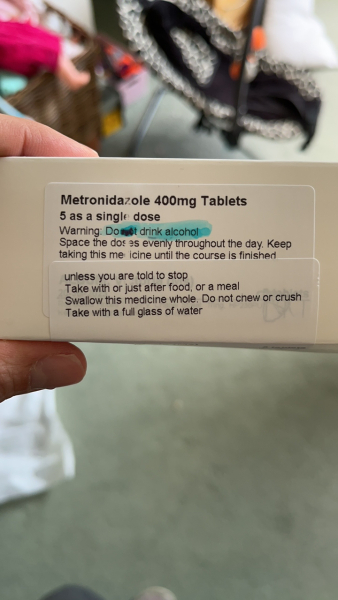 Metronidazole 400mg Tablets
5 as a single dose
Warning: Do not drink alcohol
Space the doses evenly throughout the day. Keep
taking this medicine until the course is finished
unless you are told to stop
Take with or just after food, or a meal
Swallow this medicine whole. Do not chew or crush
Take with a full glass of water